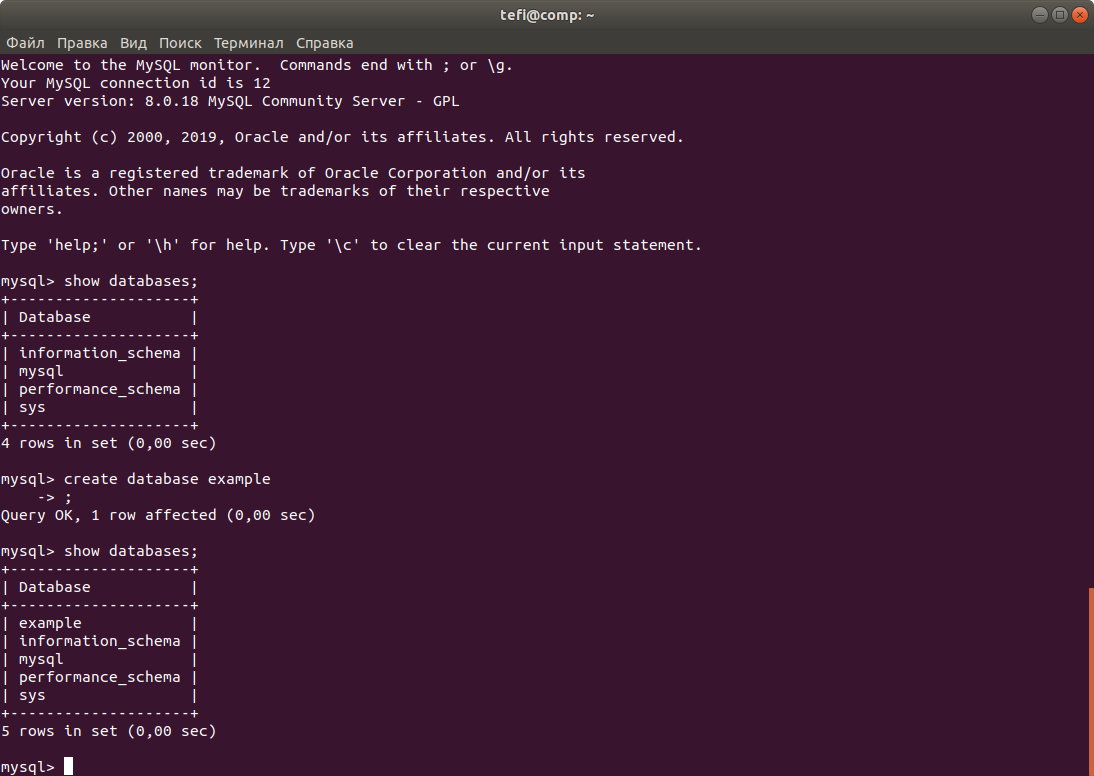 tefi@comp: ~
Файл Правка Вид Поиск Терминал Справка
Welcome to the MySQL monitor.  Commands end with ; or \g.
Your MySQL connection id is 12
Server version: 8.0.18 MySQL Community Server - GPL

Copyright (c) 2000, 2019, Oracle and/or its affiliates. All rights reserved.

Oracle is a registered trademark of Oracle Corporation and/or its
affiliates. Other names may be trademarks of their respective
owners.

Type 'help;' or '\h' for help. Type '\c' to clear the current input statement.

mysql> show databases;
+--------------------+
| Database           |
+--------------------+
| information_schema |
| mysql              |
| performance_schema |
| sys                |
+--------------------+
4 rows in set (0,00 sec)

mysql> create database example
    -> ;
Query OK, 1 row affected (0,00 sec)

mysql> show databases;
+--------------------+
| Database           |
+--------------------+
| example            |
| information_schema |
| mysql              |
| performance_schema |
| sys                |
+--------------------+
5 rows in set (0,00 sec)

mysql>